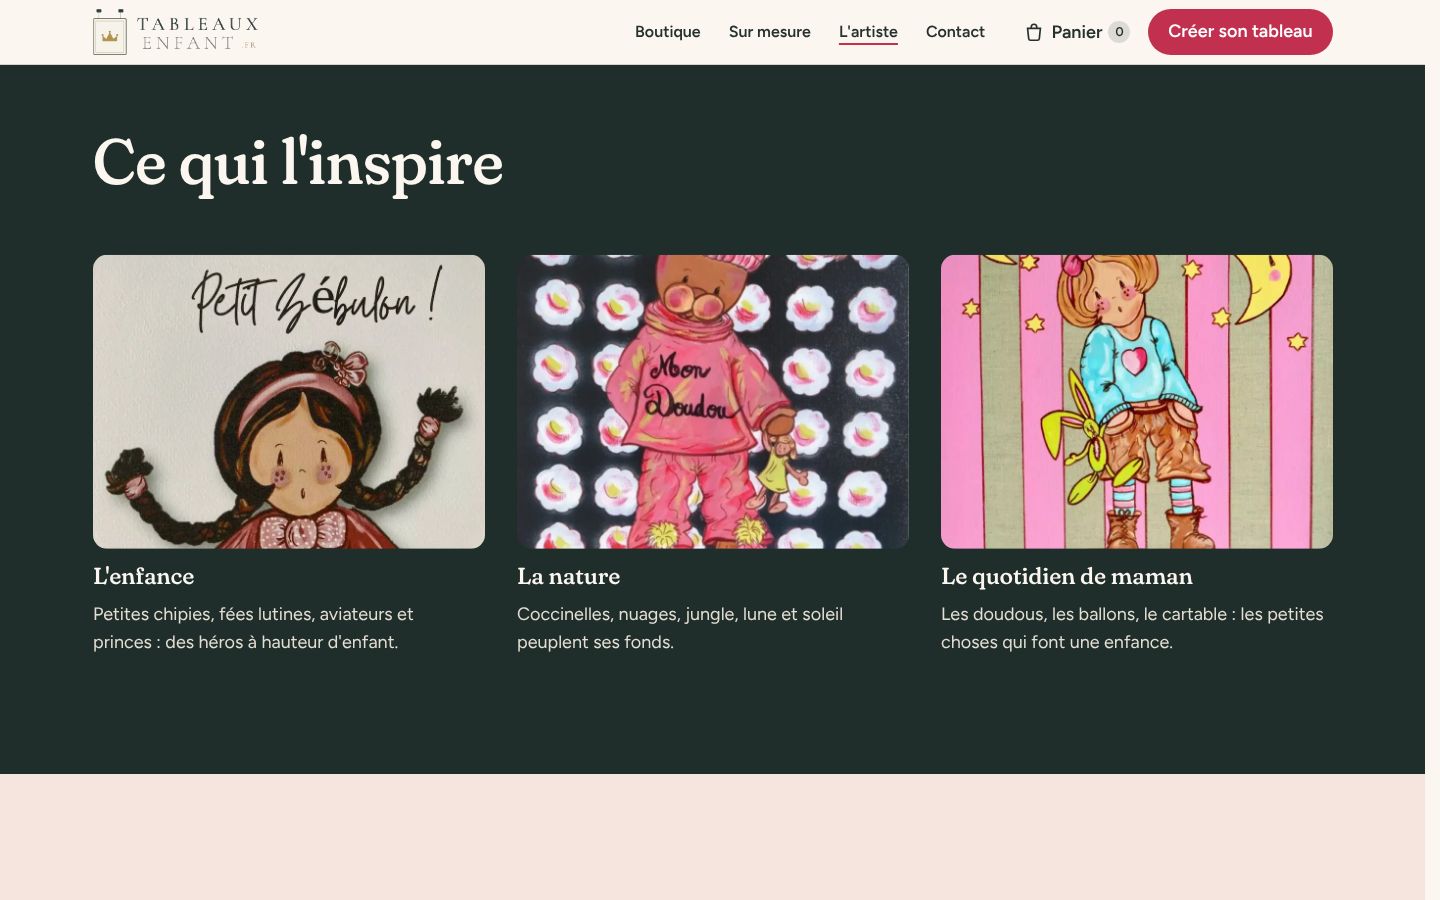 TABLEAUX
ENFANT .FR
Boutique
Sur mesure
L'artiste
Contact
Panier 0
Créer son tableau
Ce qui l'inspire
Petit Zébulon !
Mon
Doudou
L'enfance
Petites chipies, fées lutines, aviateurs et
princes : des héros à hauteur d'enfant.
La nature
Coccinelles, nuages, jungle, lune et soleil
peuplent ses fonds.
Le quotidien de maman
Les doudous, les ballons, le cartable : les petites
choses qui font une enfance.